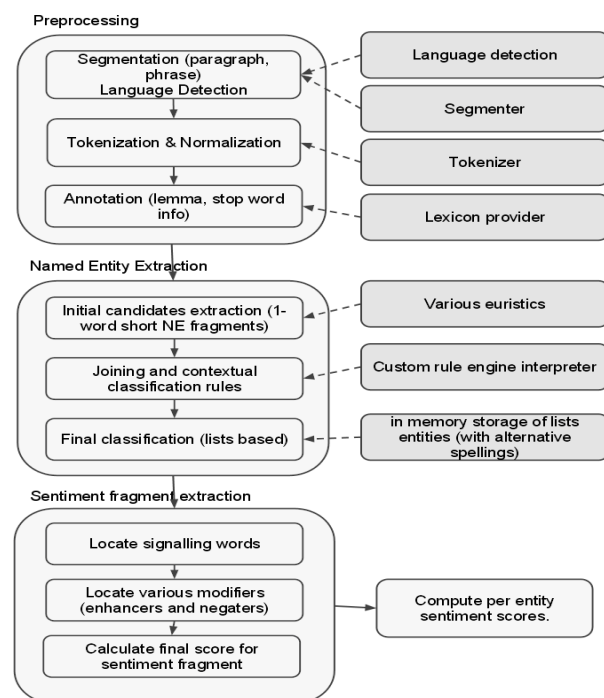 Preprocessing
Segmentation (paragraph,
phrase)
Language Detection
Tokenization & Normalization
Annotation (lemma, stop word
info)
Language detection
Segmenter
Tokenizer
Lexicon provider
Named Entity Extraction
Initial candidates extraction (1-
word short NE fragments)
Joining and contextual
classification rules
Final classification (lists based)
Various euristics
Custom rule engine interpreter
in memory storage of lists
entities (with alternative
spellings)
Sentiment fragment extraction
Locate signalling words
Locate various modifiers
(enhancers and negaters)
Calculate final score for
sentiment fragment
Compute per entity
sentiment scores.